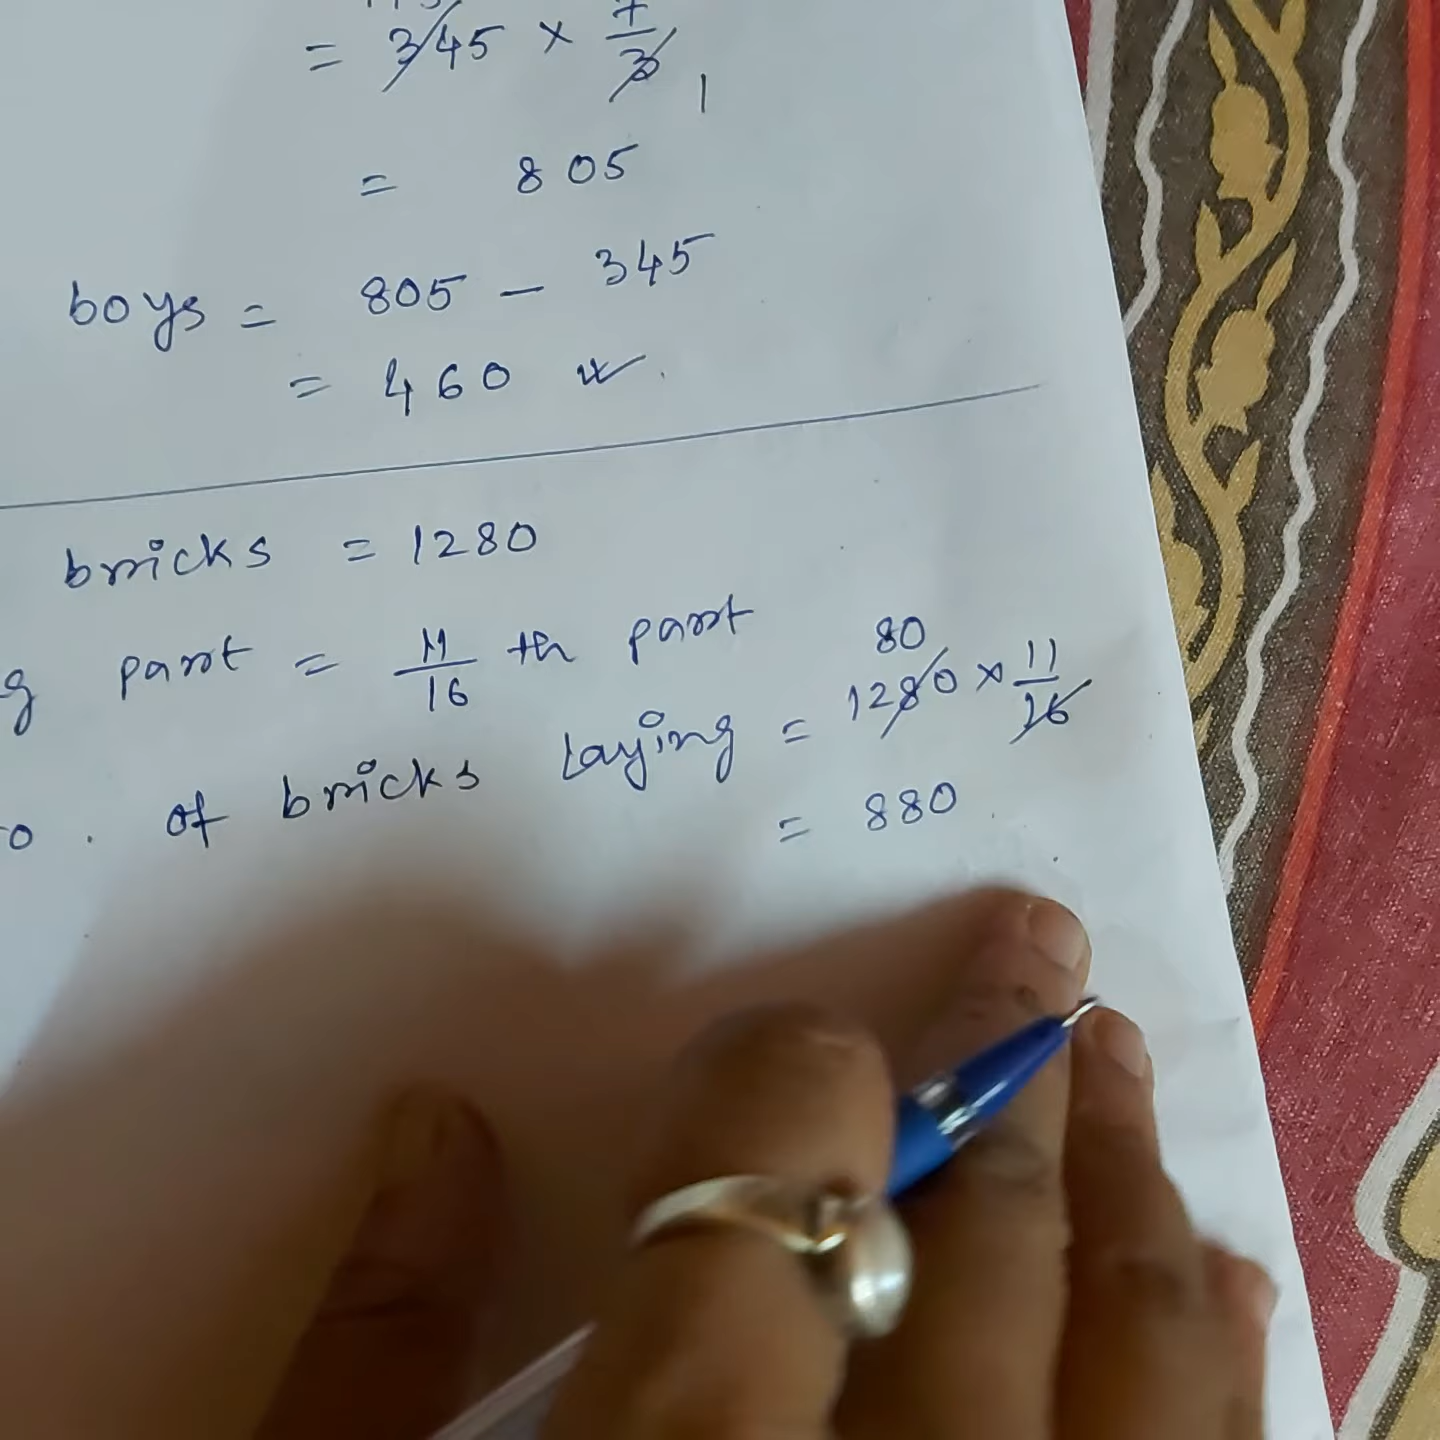 = 345 × 7/3 1
= 805
boys = 805 - 345
= 460
bricks = 1280
part = 11/16 th part
80
of bricks laying = 1280 × 11/16
= 880